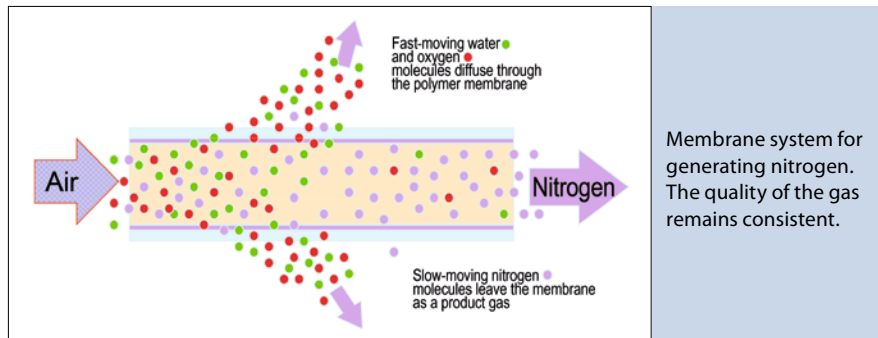 Fast-moving water
and oxygen
molecules diffuse through
the polymer membrane
Air
Nitrogen
Slow-moving nitrogen
molecules leave the membrane
as a product gas
Membrane system for
generating nitrogen.
The quality of the gas
remains consistent.